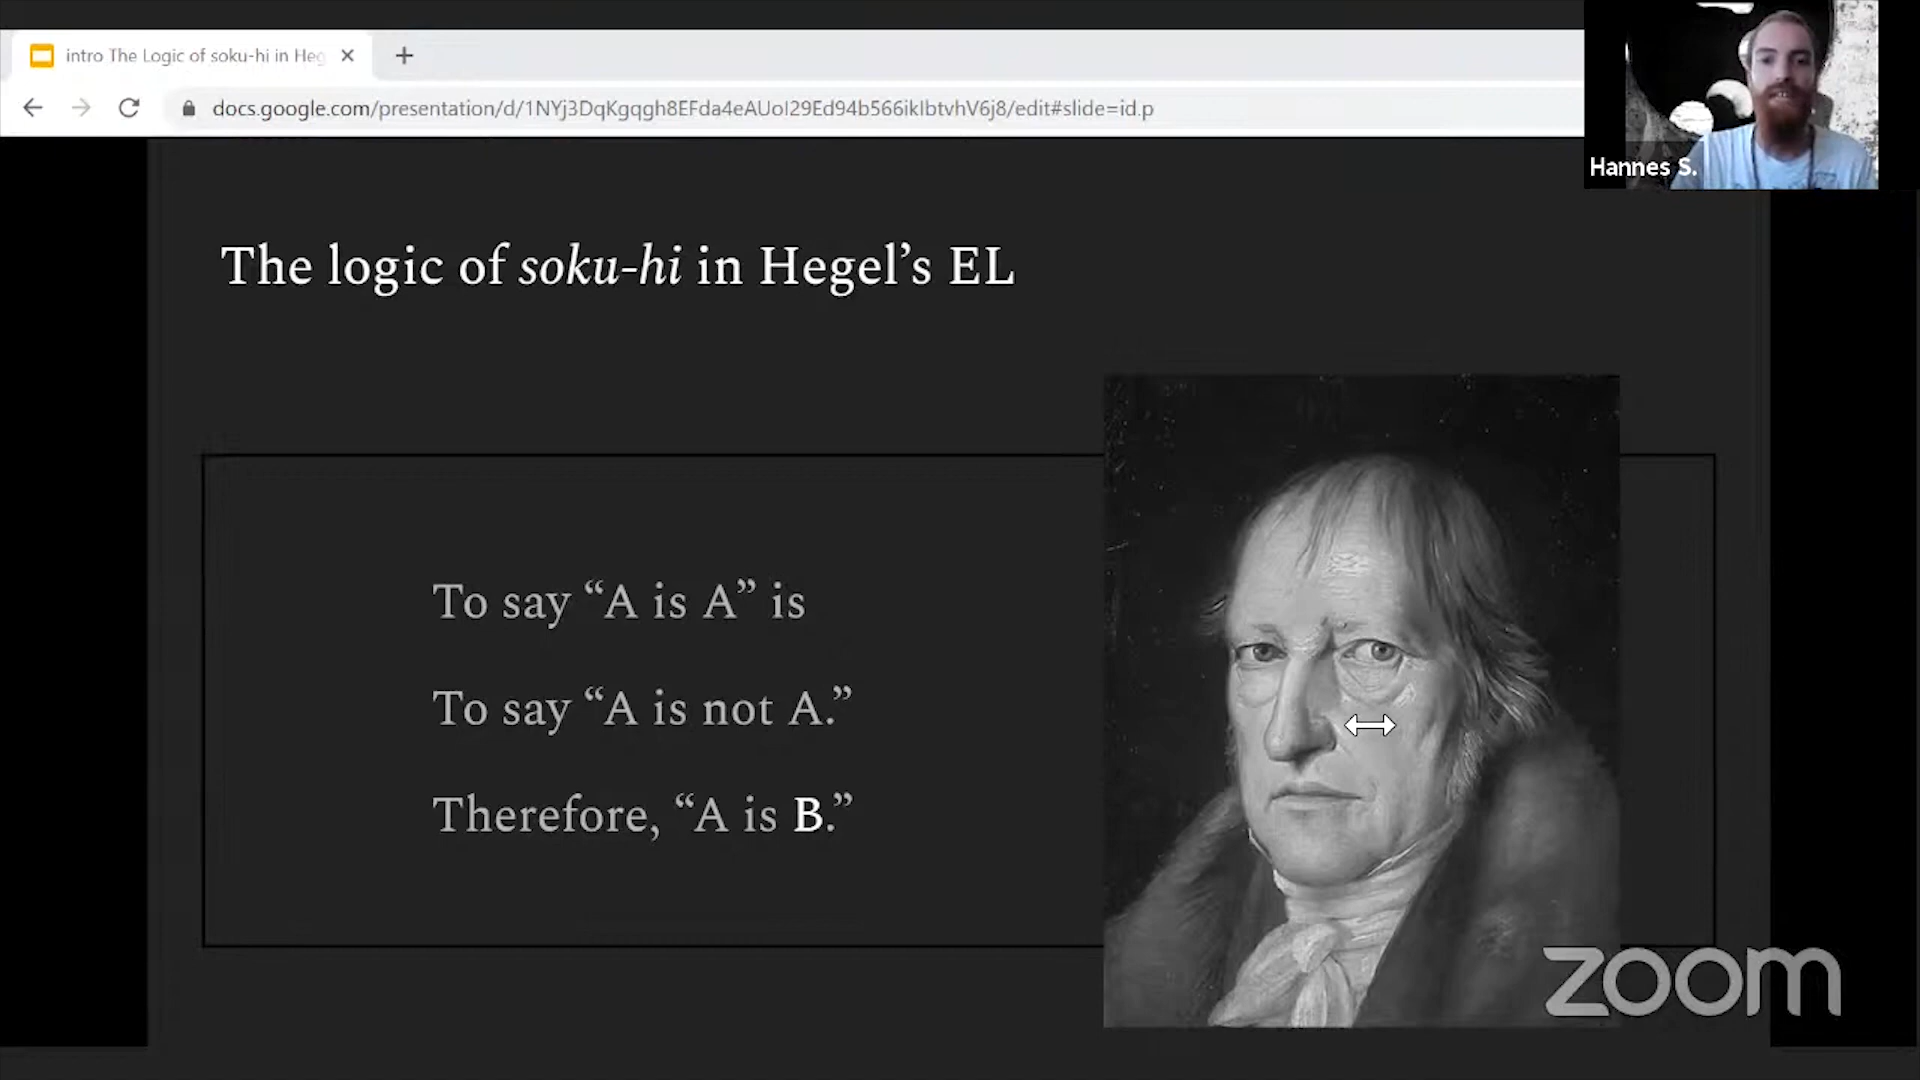 intro The Logic of soku-hi in Heg
docs.google.com/presentation/d/1NYj3DqKgqgh8EFda4eAUoI29Ed94b566ikIbtvhV6j8/edit#slide=id.p
Hannes S.
The logic of soku-hi in Hegel’s EL
To say “A is A” is
To say “A is not A.”
Therefore, “A is B.”
zoom